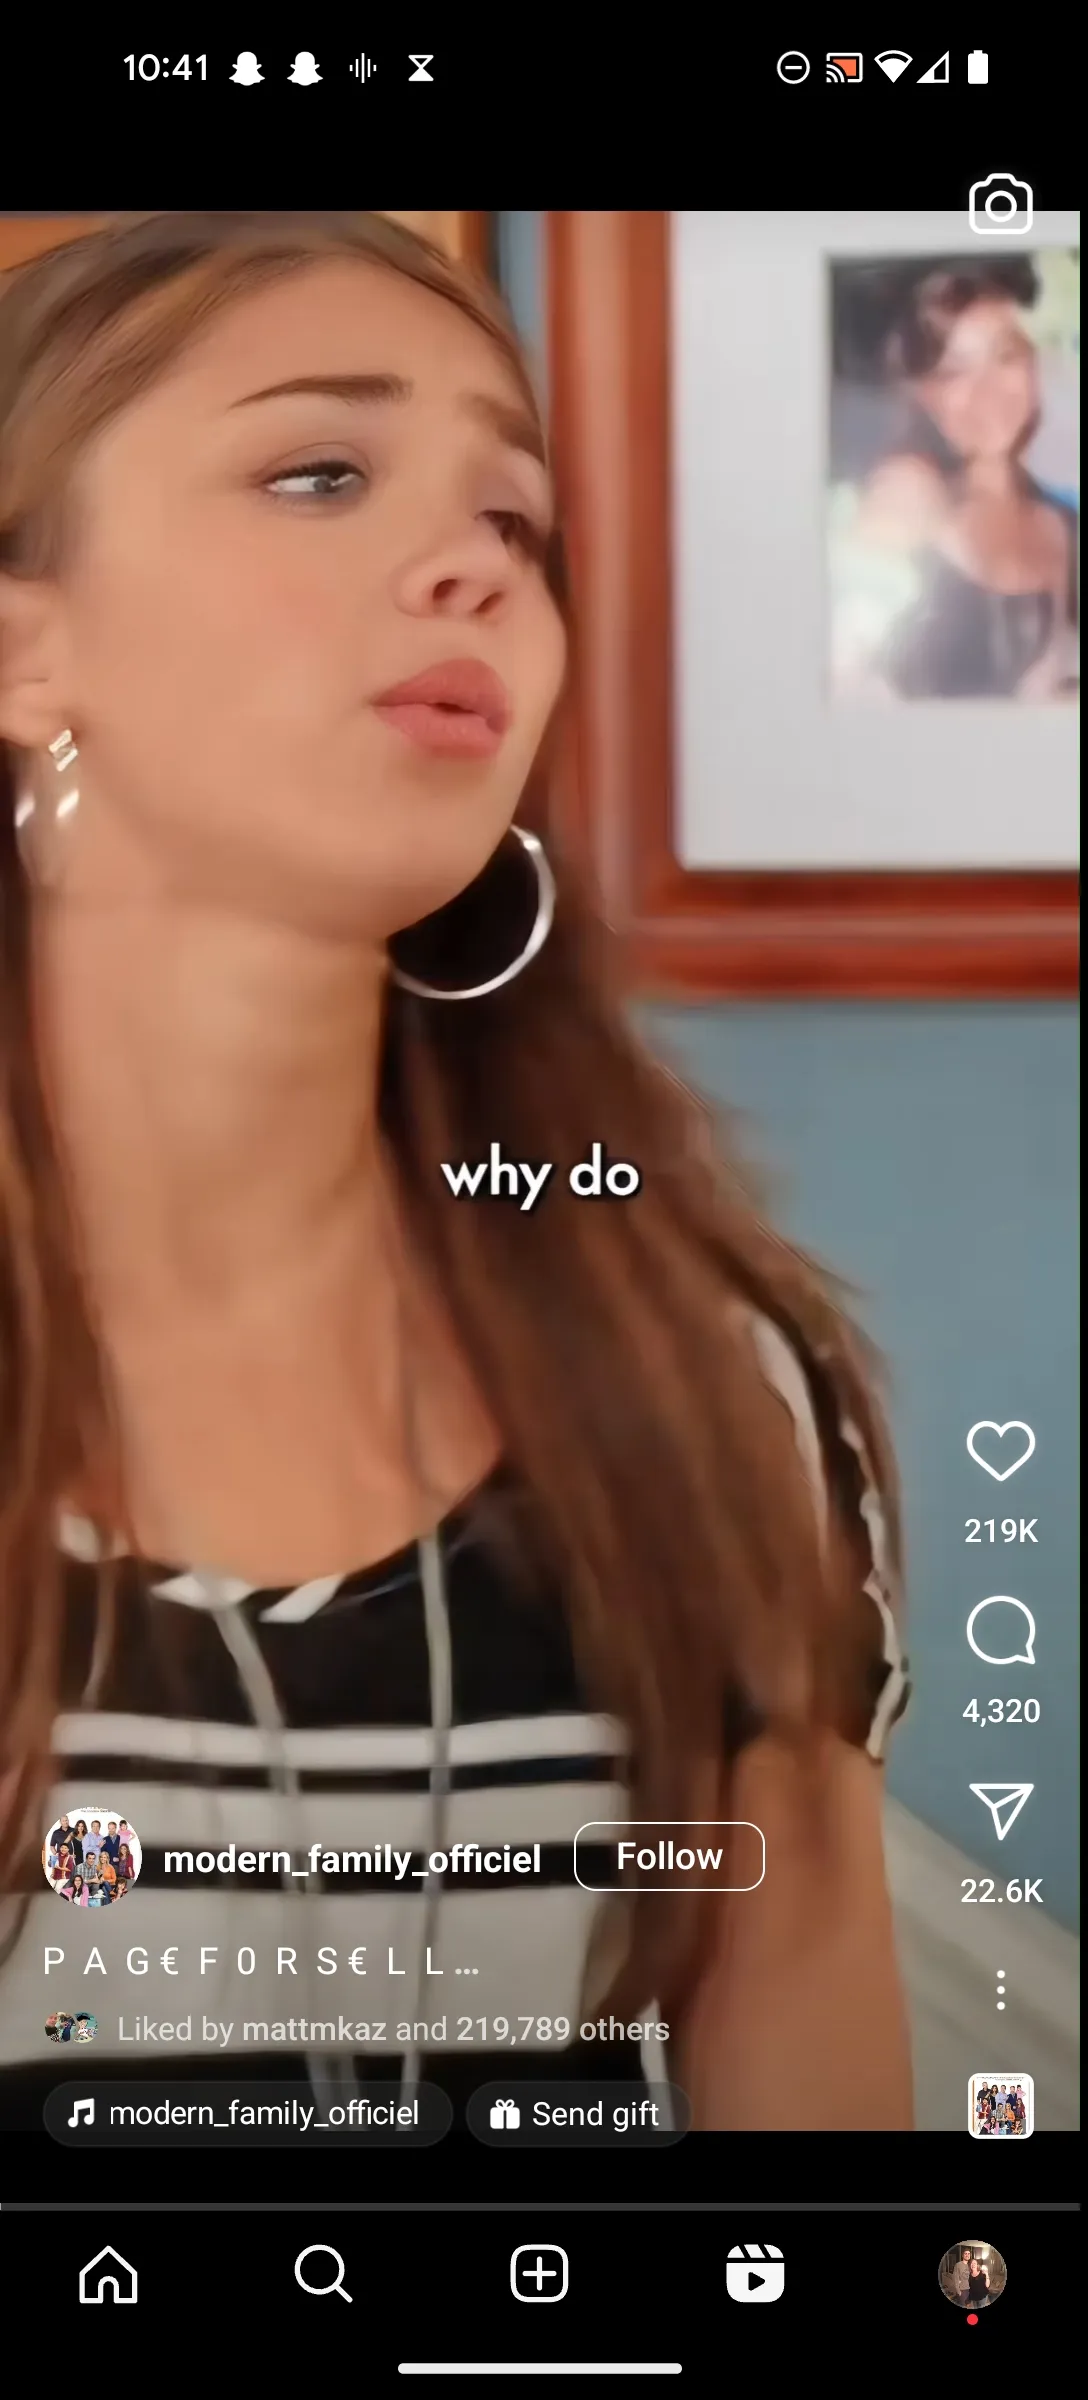 10:41
why do
219K
4,320
22.6K
modern_family_officiel
Follow
P A G€ F 0 R S€ L L...
Liked by mattmkaz and 219,789 others
modern_family_officiel
Send gift